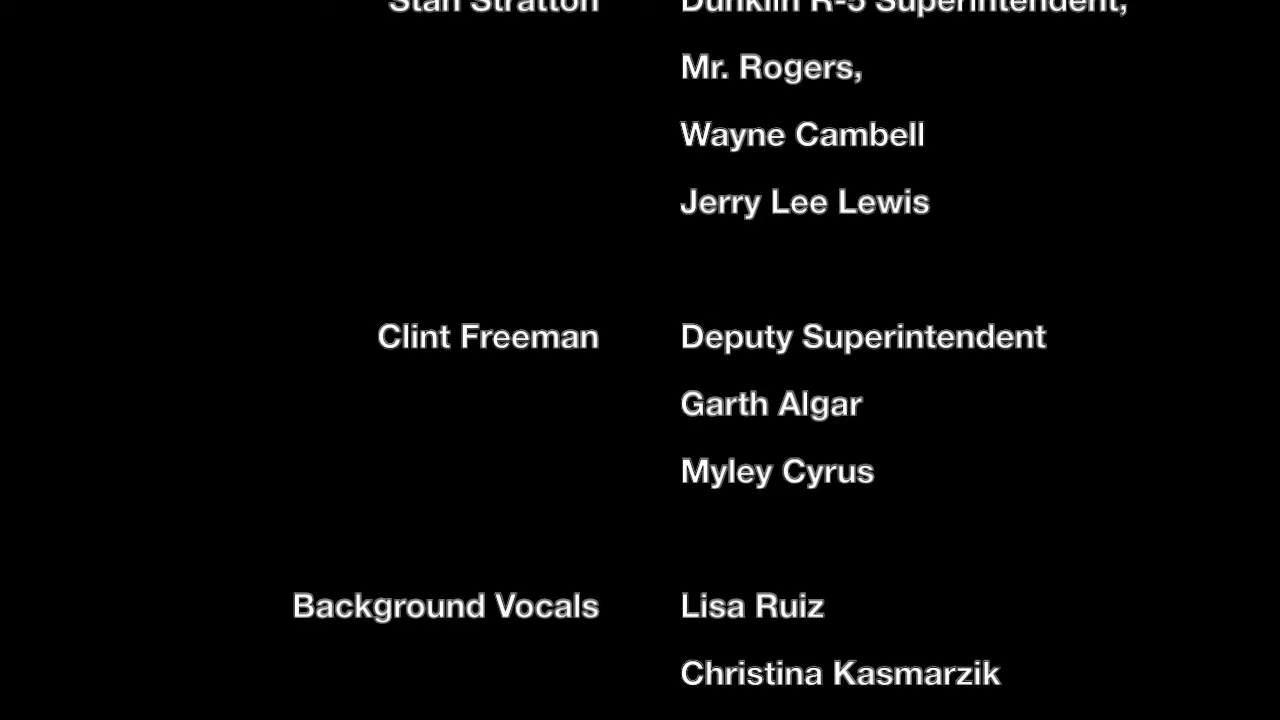 Stan Stratton Dunklin R-5 Superintendent,
Mr. Rogers,
Wayne Cambell
Jerry Lee Lewis
Clint Freeman Deputy Superintendent
Garth Algar
Myley Cyrus
Background Vocals Lisa Ruiz
Christina Kasmarzik